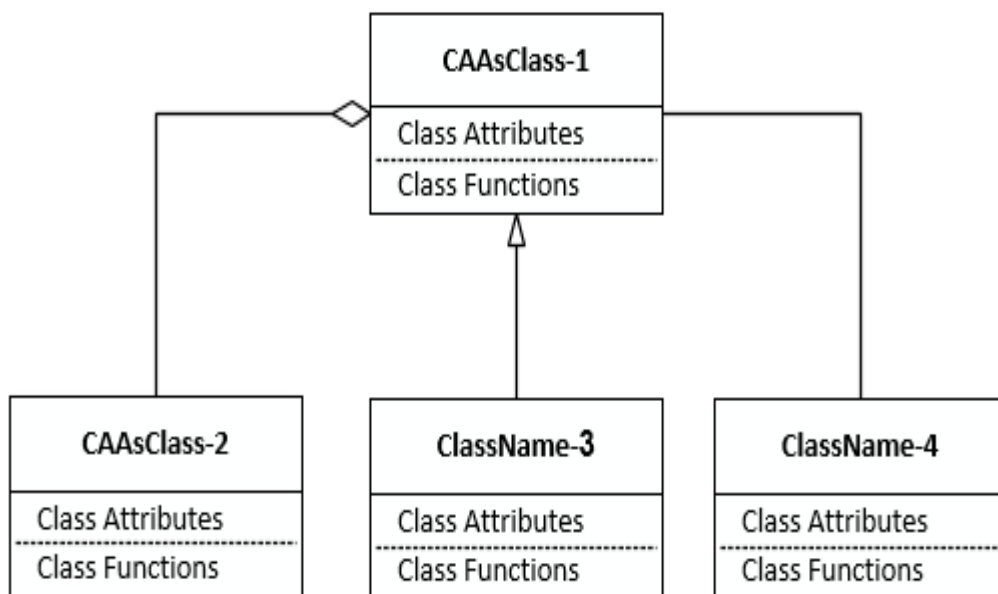 CAAsClass-1
Class Attributes
Class Functions
CAAsClass-2
Class Attributes
Class Functions
ClassName-3
Class Attributes
Class Functions
ClassName-4
Class Attributes
Class Functions